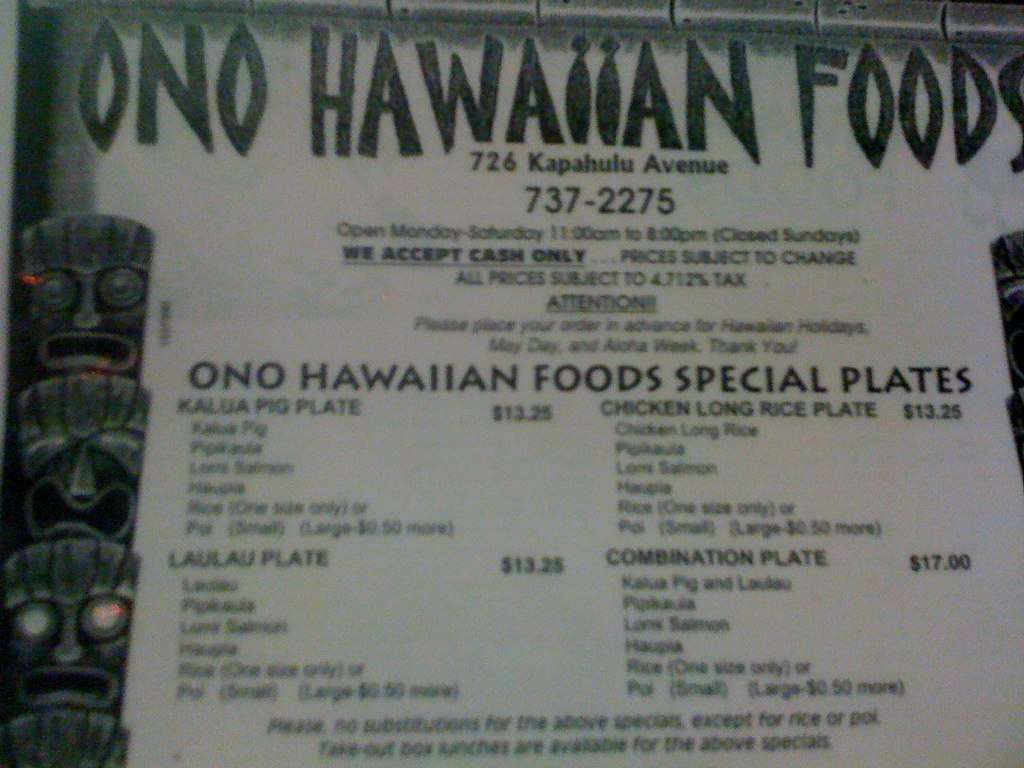 ONO HAWAIIAN FOODS
726 Kapahulu Avenue
737-2275
Open Monday-Saturday 11:00am to 8:00pm (Closed Sundays)
WE ACCEPT CASH ONLY . . . PRICES SUBJECT TO CHANGE
ALL PRICES SUBJECT TO 4.712% TAX
ATTENTION!!
Please place your order in advance for Hawaiian Holidays,
May Day, and Aloha Week. Thank You!
ONO HAWAIIAN FOODS SPECIAL PLATES
KALUA PIG PLATE $13.25
Kalua Pig
Pipikaula
Lomi Salmon
Haupia
Rice (One size only) or
Poi (Small) (Large-$0.50 more)
CHICKEN LONG RICE PLATE $13.25
Chicken Long Rice
Pipikaula
Lomi Salmon
Haupia
Rice (One size only) or
Poi (Small) (Large-$0.50 more)
LAULAU PLATE $13.25
Laulau
Pipikaula
Lomi Salmon
Haupia
Rice (One size only) or
Poi (Small) (Large-$0.50 more)
COMBINATION PLATE $17.00
Kalua Pig and Laulau
Pipikaula
Lomi Salmon
Haupia
Rice (One size only) or
Poi (Small) (Large-$0.50 more)
Please, no substitutions for the above specials, except for rice or poi.
Take-out box lunches are available for the above specials.